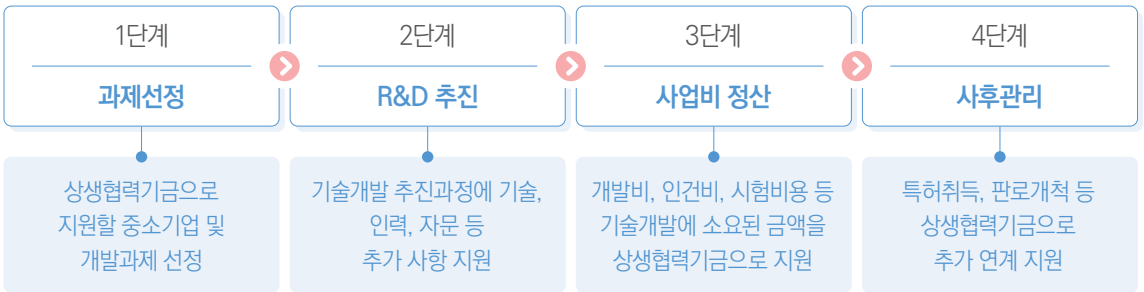 1단계
과제선정
상생협력기금으로
지원할 중소기업 및
개발과제 선정
2단계
R&D 추진
기술개발 추진과정에 기술,
인력, 자문 등
추가 사항 지원
3단계
사업비 정산
개발비, 인건비, 시험비용 등
기술개발에 소요된 금액을
상생협력기금으로 지원
4단계
사후관리
특허취득, 판로개척 등
상생협력기금으로
추가 연계 지원